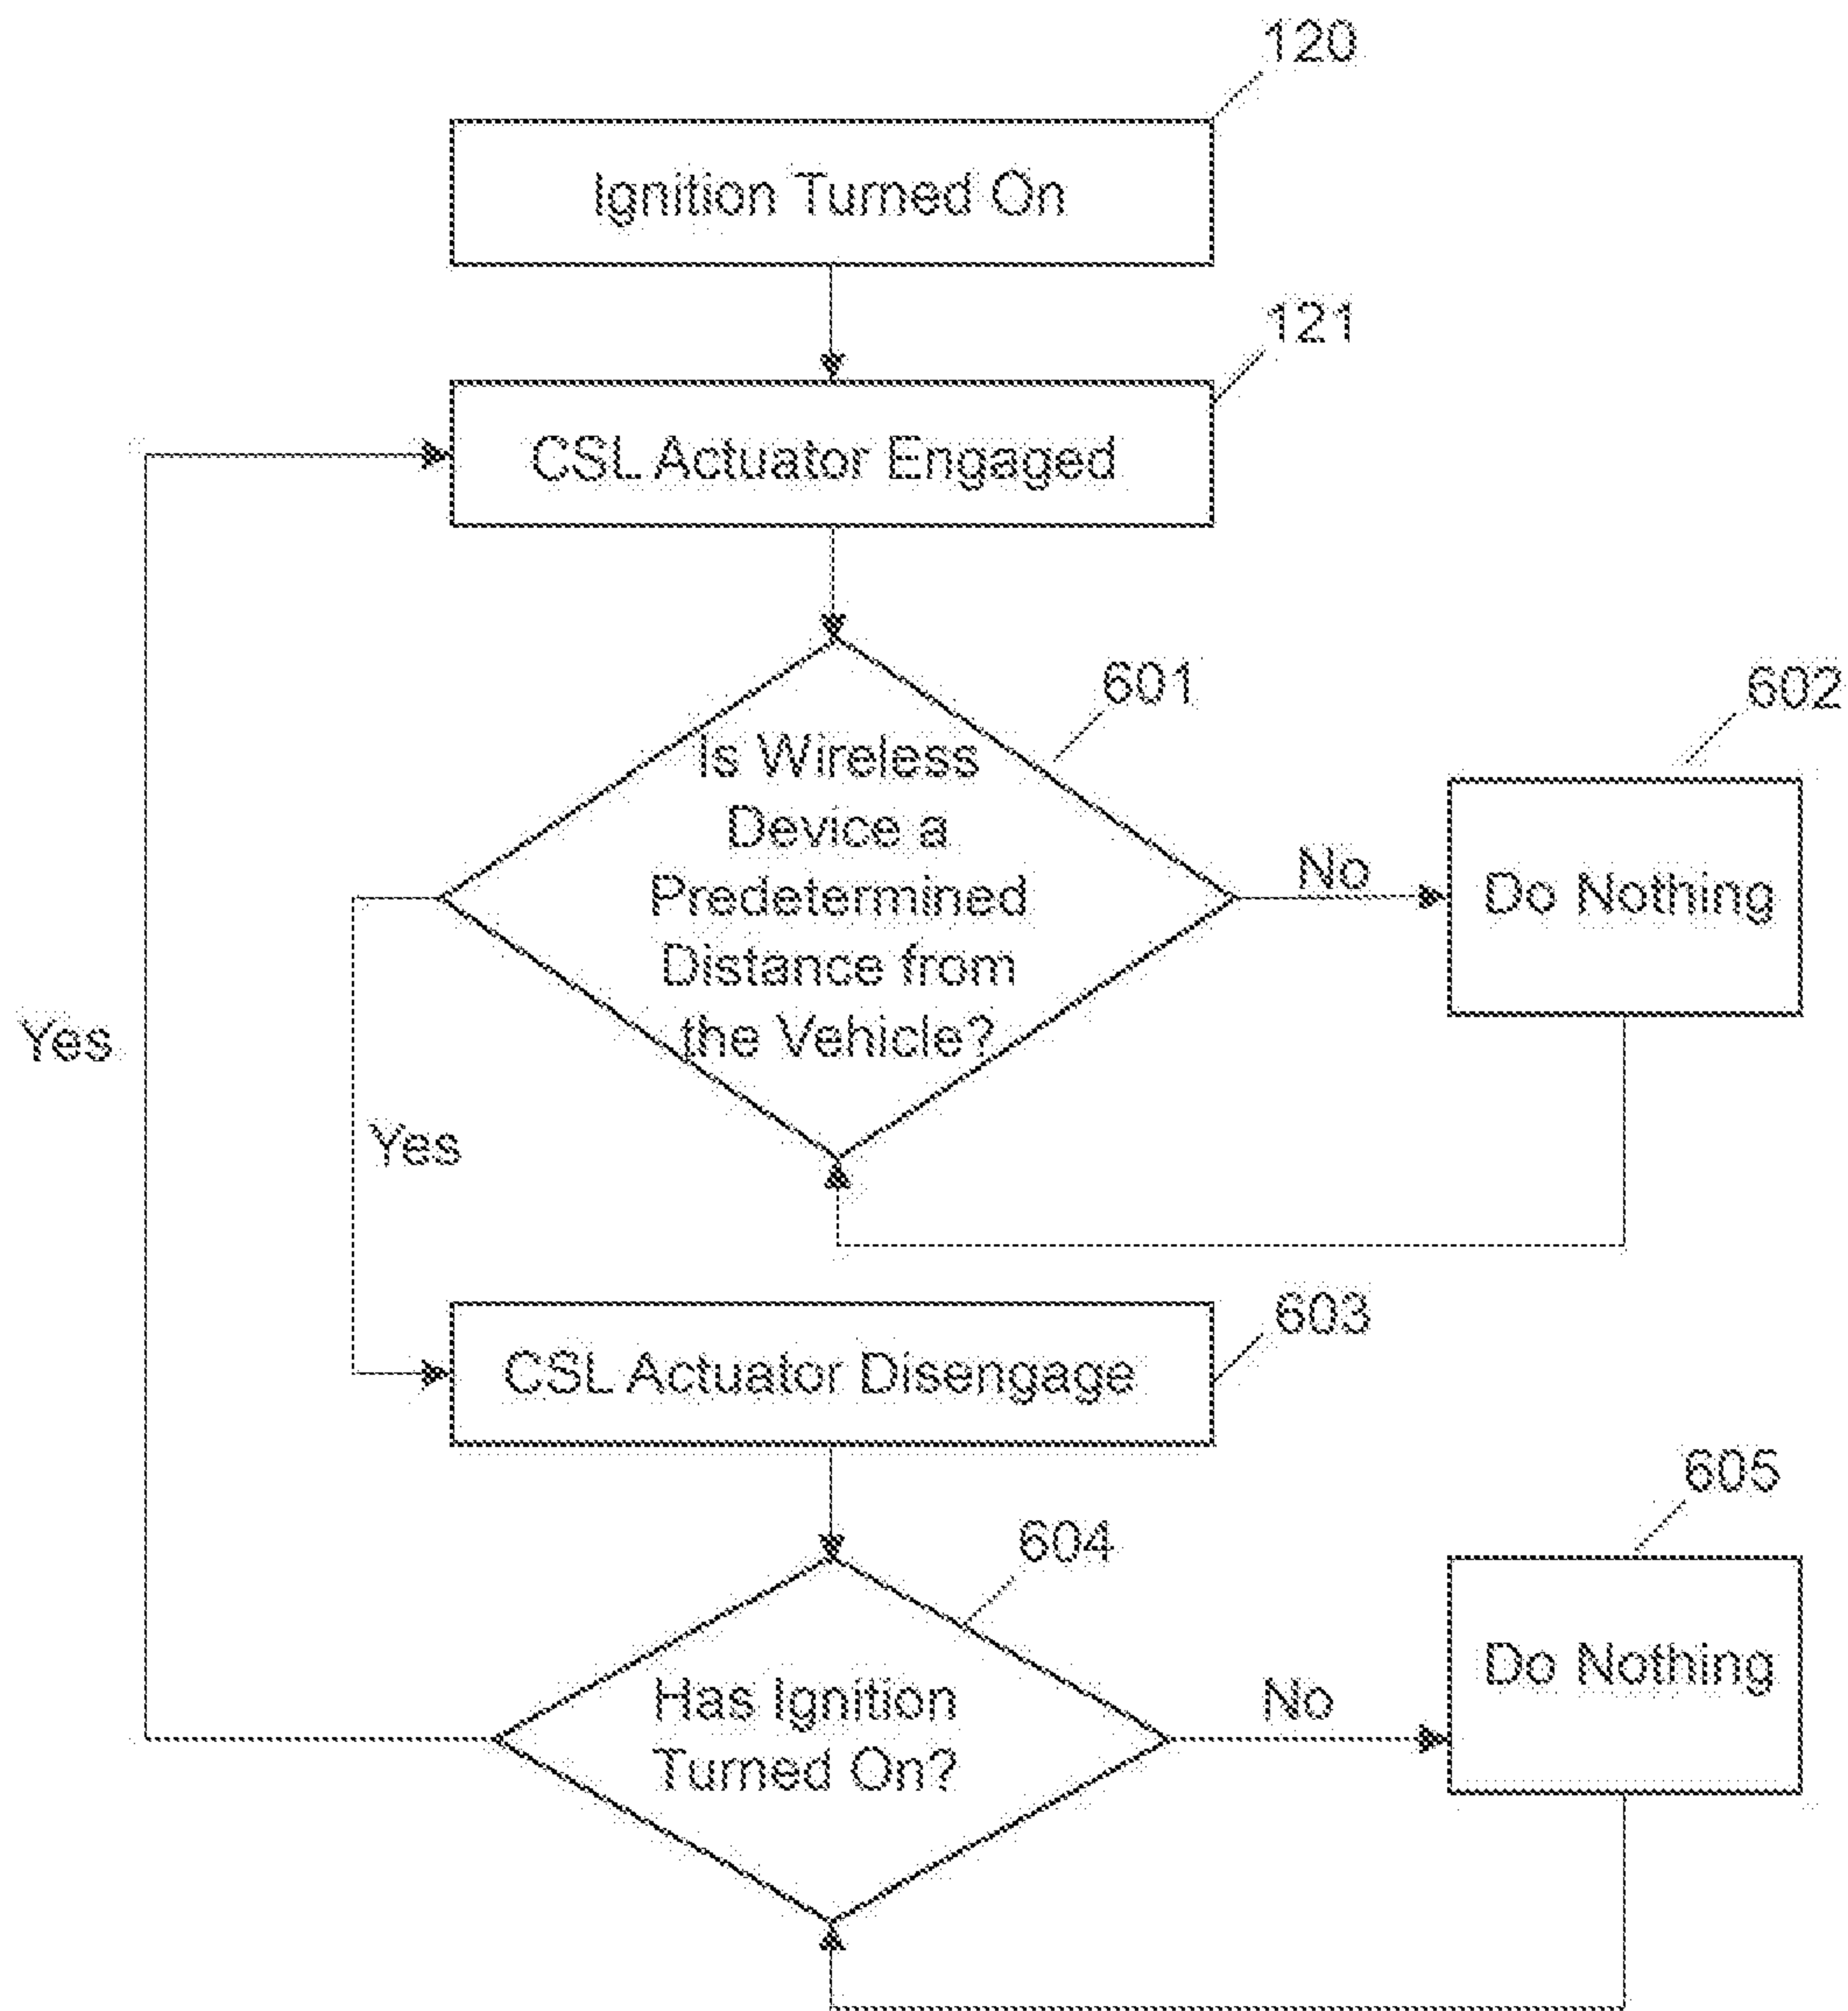 120
Ignition Turned On
121
CSL Actuator Engaged
601
602
Is Wireless
Device a
Predetermined
Distance from
the Vehicle?
No
Do Nothing
Yes
Yes
603
CSL Actuator Disengage
604
605
Has Ignition
Turned On?
No
Do Nothing